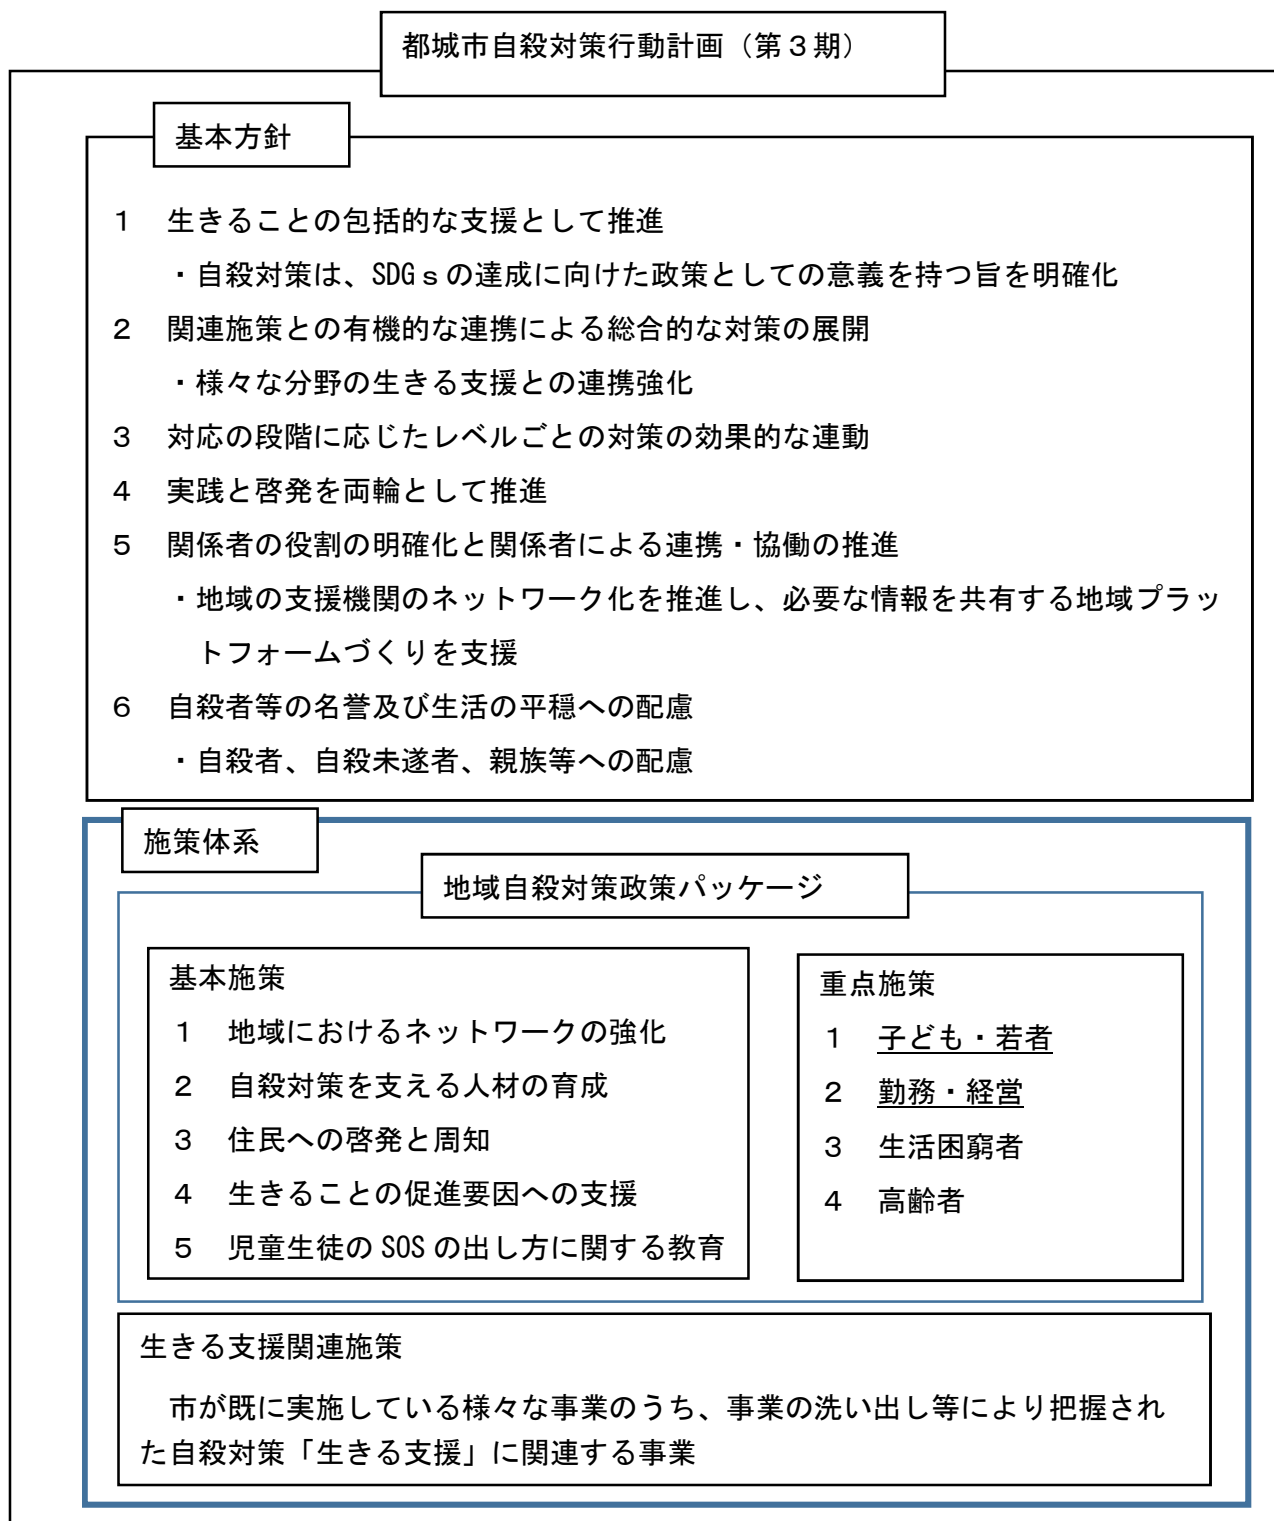 都城市自殺対策行動計画（第３期）
基本方針
１　生きることの包括的な支援として推進
・自殺対策は、SDGｓの達成に向けた政策としての意義を持つ旨を明確化
２　関連施策との有機的な連携による総合的な対策の展開
・様々な分野の生きる支援との連携強化
３　対応の段階に応じたレベルごとの対策の効果的な連動
４　実践と啓発を両輪として推進
５　関係者の役割の明確化と関係者による連携・協働の推進
・地域の支援機関のネットワーク化を推進し、必要な情報を共有する地域プラッ
トフォームづくりを支援
６　自殺者等の名誉及び生活の平穏への配慮
・自殺者、自殺未遂者、親族等への配慮
施策体系
地域自殺対策政策パッケージ
基本施策
１　地域におけるネットワークの強化
２　自殺対策を支える人材の育成
３　住民への啓発と周知
４　生きることの促進要因への支援
５　児童生徒の SOS の出し方に関する教育
重点施策
１　子ども・若者
２　勤務・経営
３　生活困窮者
４　高齢者
生きる支援関連施策
市が既に実施している様々な事業のうち、事業の洗い出し等により把握され
た自殺対策「生きる支援」に関連する事業